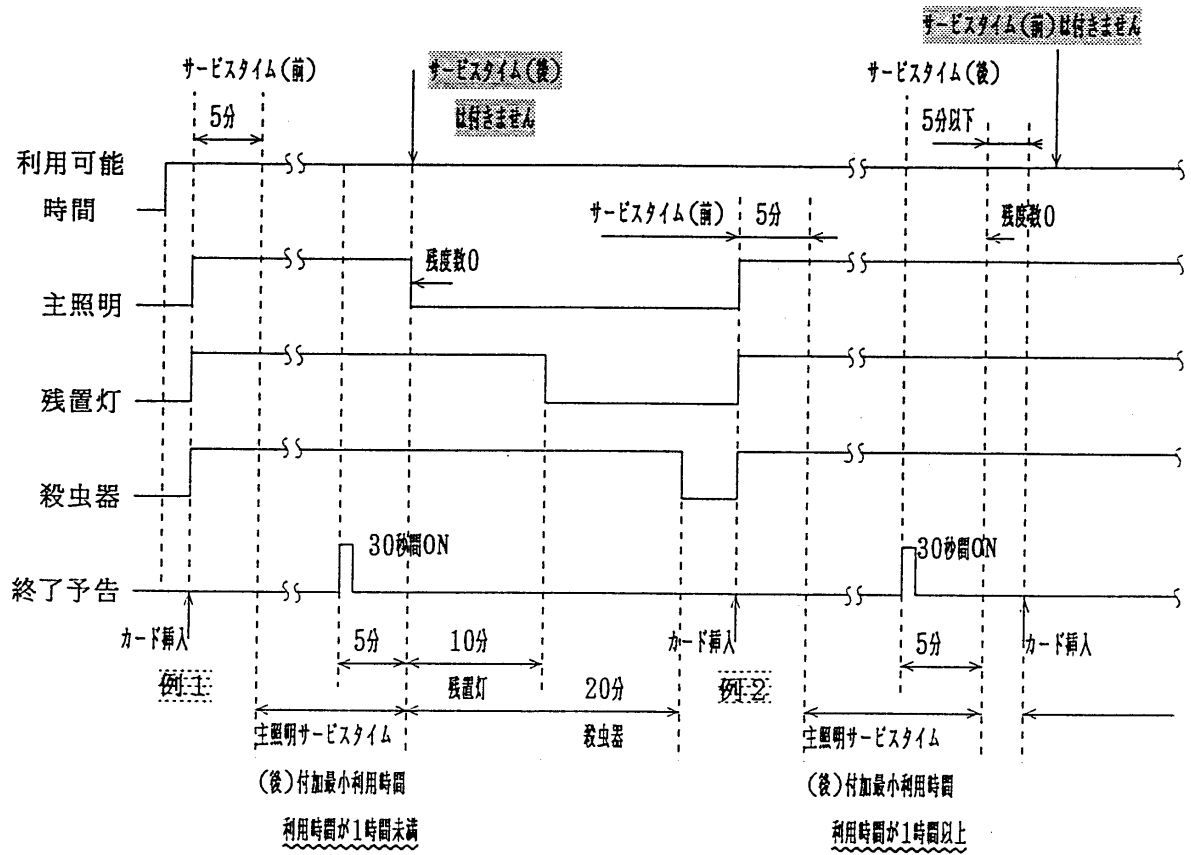 サービスタイム(前)は付きません
サービスタイム(前)
サービスタイム(後)
は付きません
サービスタイム(後)
5分
5分以下
利用可能
時間
サービスタイム(前)
5分
残度数0
残度数0
主照明
残置灯
殺虫器
30秒間ON
30秒間ON
終了予告
カード挿入
5分
10分
カード挿入
5分
カード挿入
例1
残置灯
20分
例2
主照明サービスタイム
殺虫器
主照明サービスタイム
(後)付加最小利用時間
(後)付加最小利用時間
利用時間が1時間未満
利用時間が1時間以上